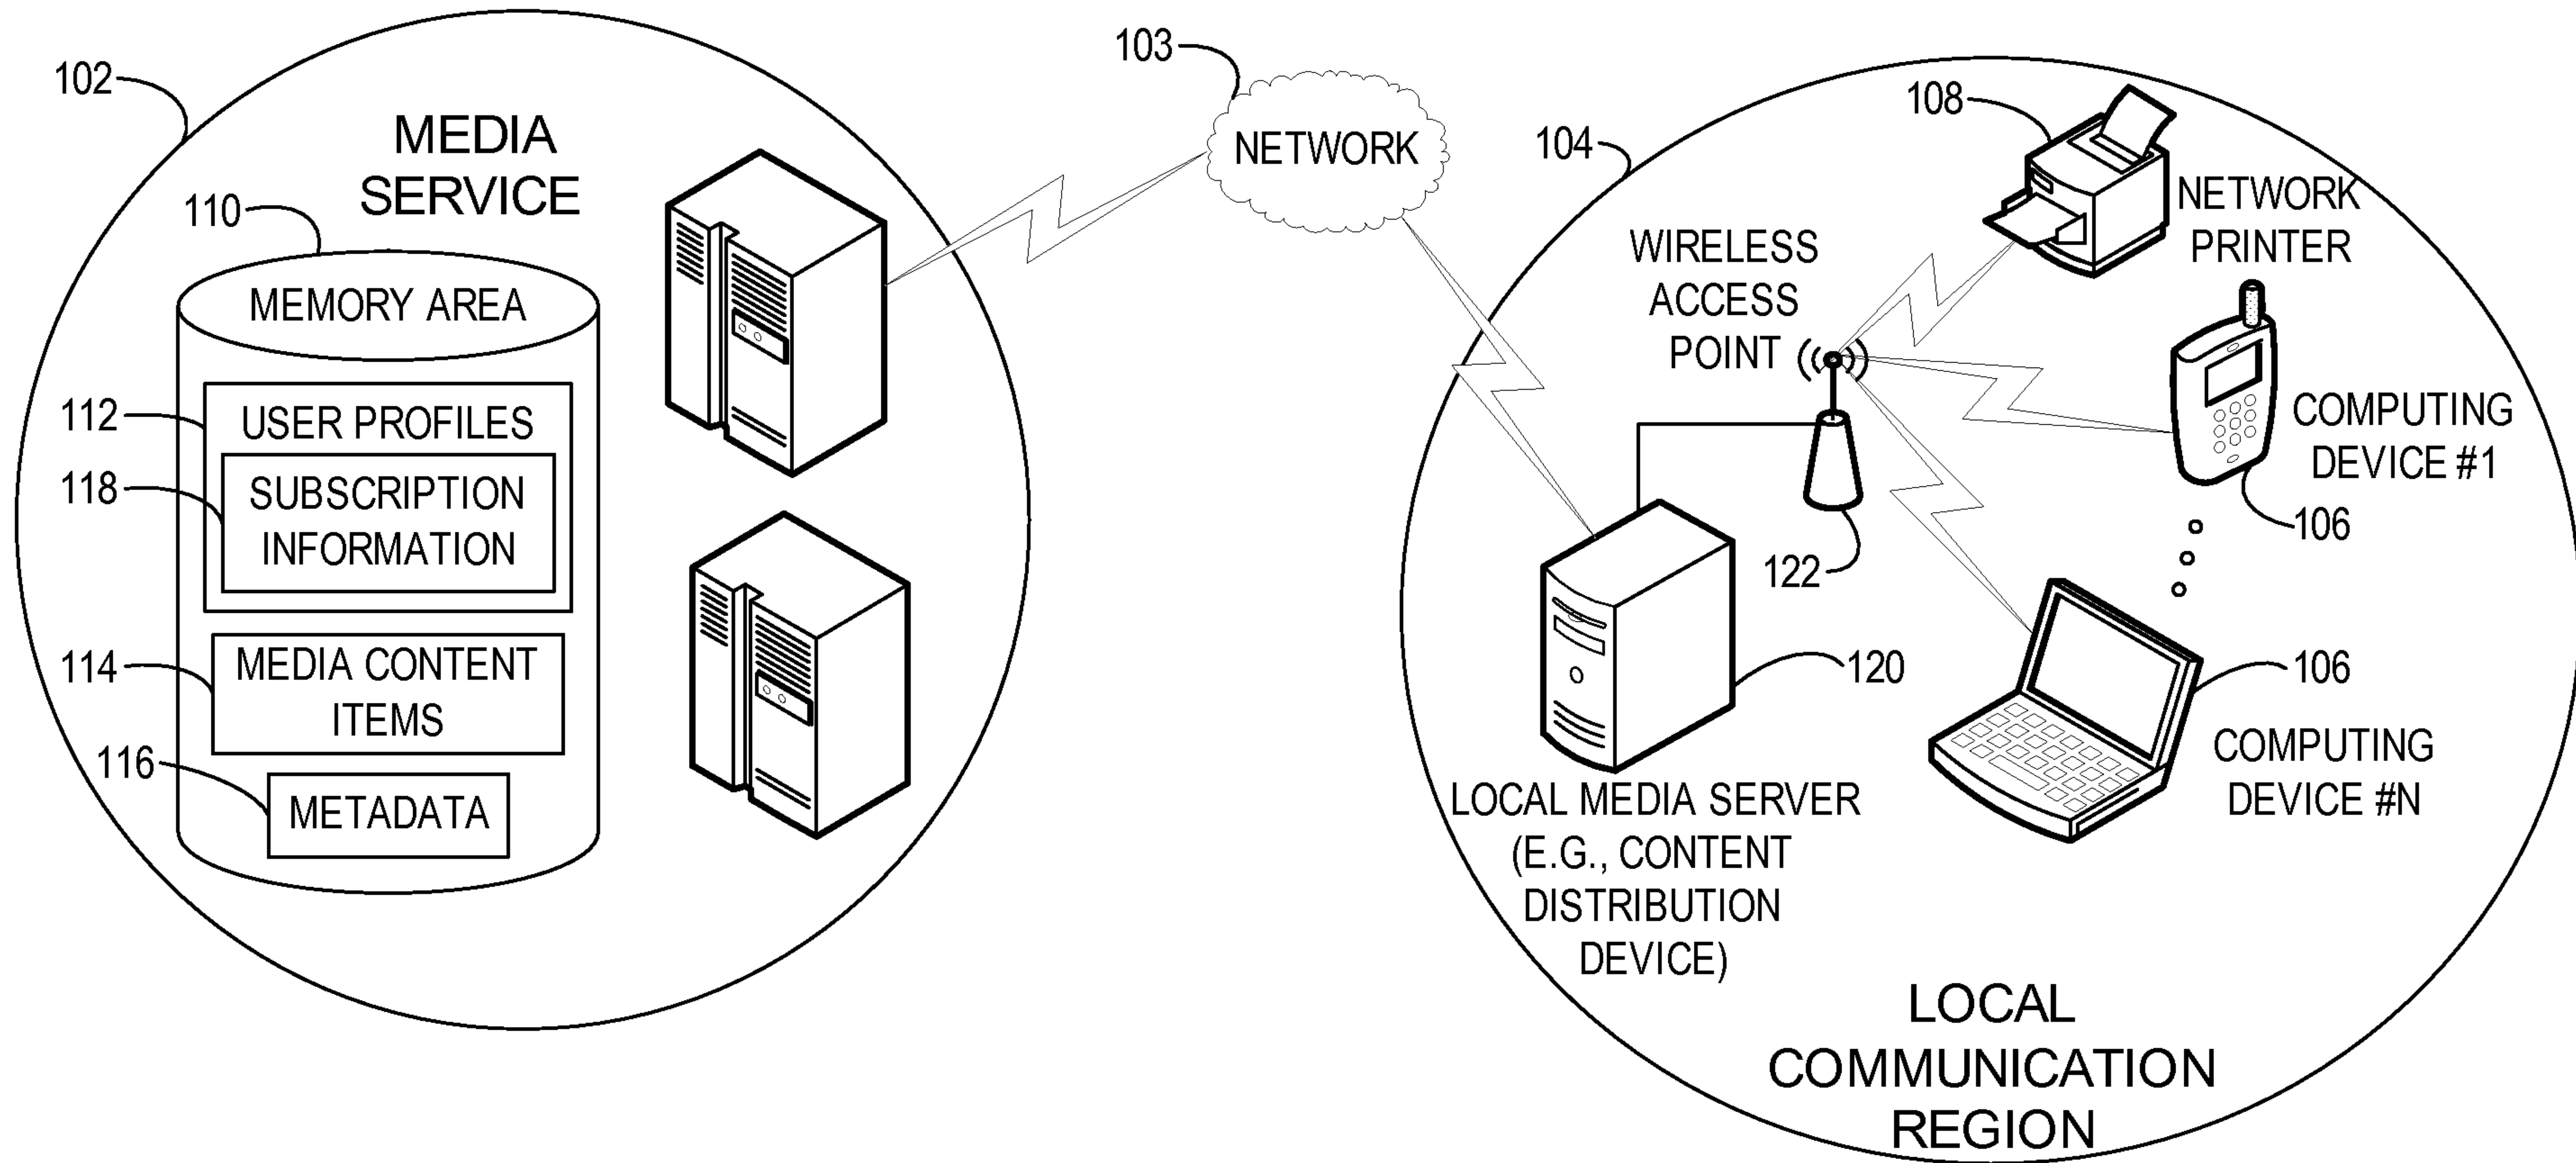 102
MEDIA
SERVICE
110
MEMORY AREA
112
USER PROFILES
118
SUBSCRIPTION
INFORMATION
114
MEDIA CONTENT
ITEMS
116
METADATA
103
NETWORK
104
108
NETWORK
PRINTER
WIRELESS
ACCESS
POINT
122
COMPUTING
DEVICE #1
106
120
LOCAL MEDIA SERVER
(E.G., CONTENT
DISTRIBUTION
DEVICE)
106
COMPUTING
DEVICE #N
LOCAL
COMMUNICATION
REGION